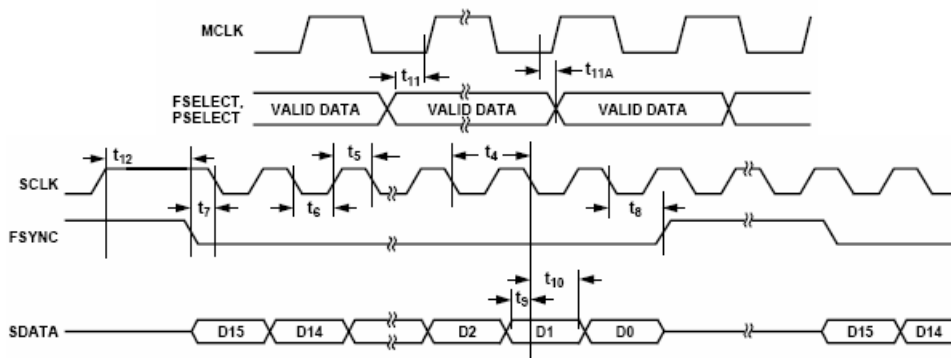 MCLK
t11
t11A
FSELECT,
PSELECT
VALID DATA
VALID DATA
VALID DATA
t12
t5
t4
SCLK
t7
t6
t8
FSYNC
t10
t9
SDATA
D15
D14
D2
D1
D0
D15
D14